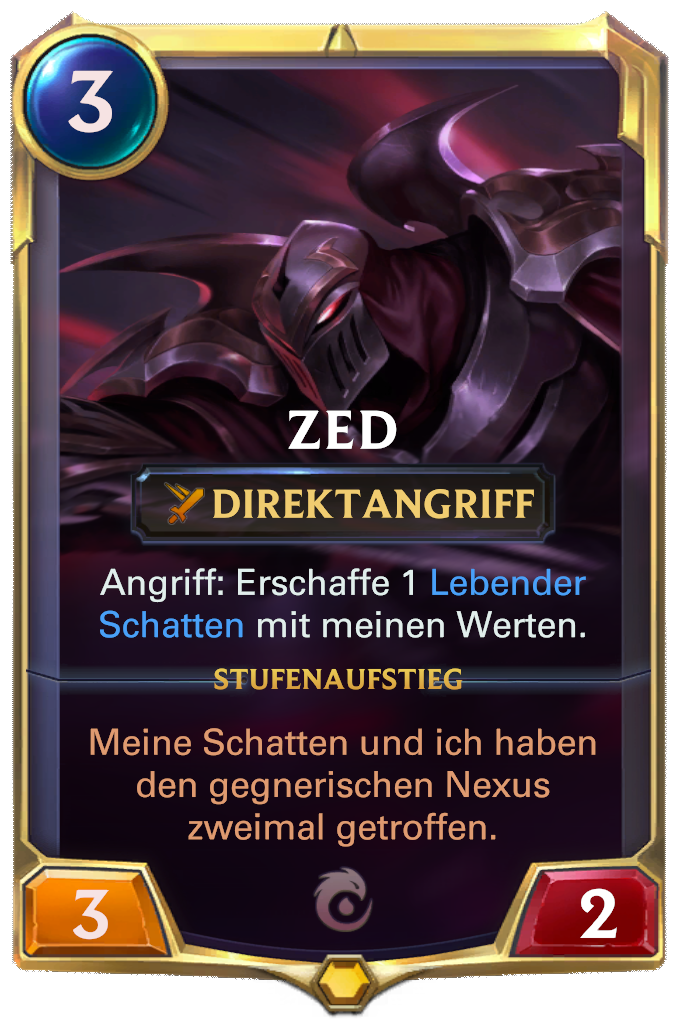 3
ZED
DIREKTANGRIFF
Angriff: Erschaffe 1 Lebender
Schatten mit meinen Werten.
STUFENAUFSTIEG
Meine Schatten und ich haben
den gegnerischen Nexus
zweimal getroffen.
3
2